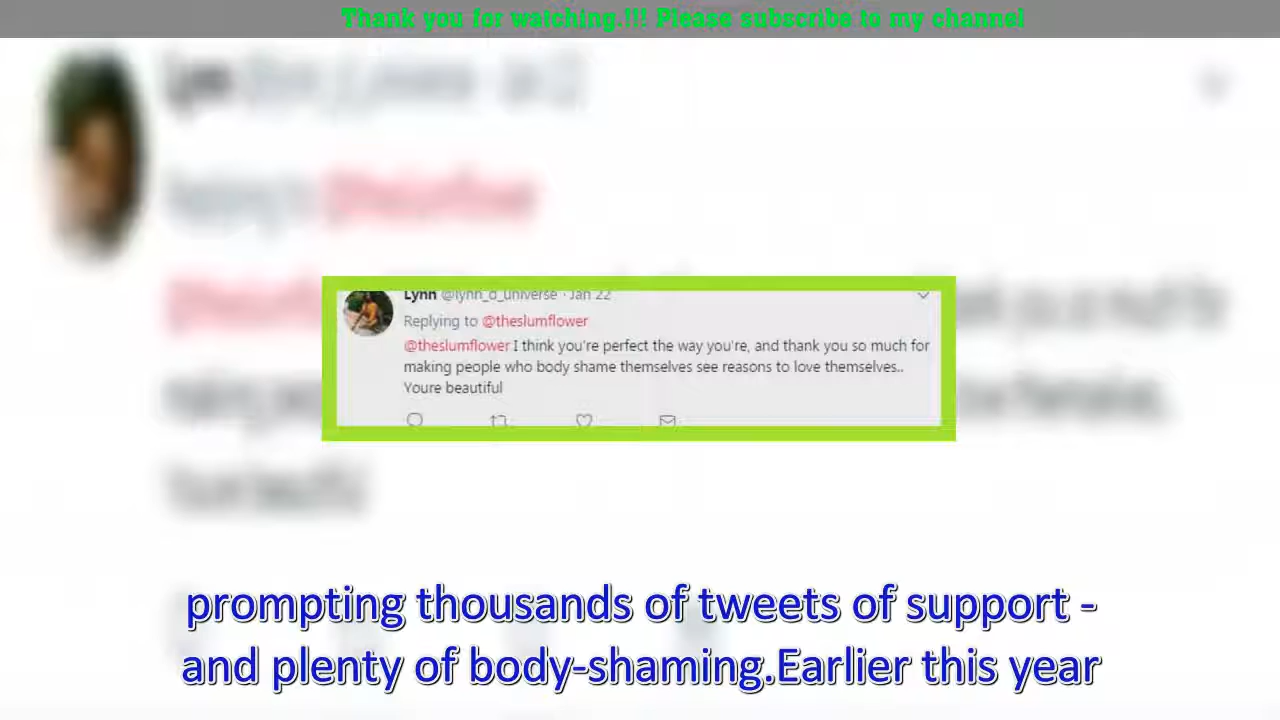 Thank you for watching.!!! Please subscribe to my channel
Lynn @lynn_o_universe · Jan 22
Replying to @theslumflower
@theslumflower I think you're perfect the way you're, and thank you so much for
making people who body shame themselves see reasons to love themselves..
Youre beautiful
prompting thousands of tweets of support -
and plenty of body-shaming.Earlier this year